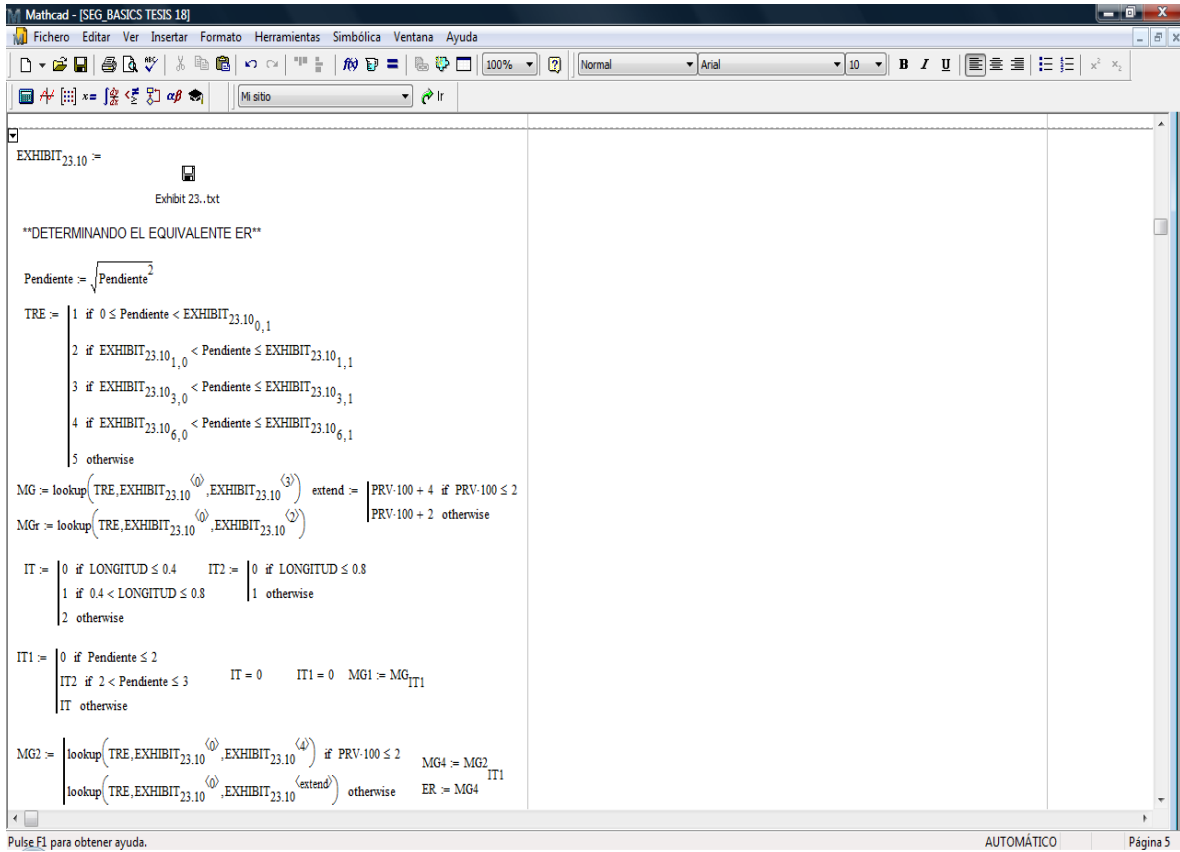 Mathcad - [SEG_BASICS TESIS 18]
Fichero Editar Ver Insertar Formato Herramientas Simbólica Ventana Ayuda
100% Normal Arial 10 B I U
Mi sitio Ir
EXHIBIT23.10 :=
Exhibit 23..txt
**DETERMINANDO EL EQUIVALENTE ER**
Pendiente := √Pendiente²
TRE := 1 if 0 ≤ Pendiente < EXHIBIT23.10 0,1
2 if EXHIBIT23.10 1,0 < Pendiente ≤ EXHIBIT23.10 1,1
3 if EXHIBIT23.10 3,0 < Pendiente ≤ EXHIBIT23.10 3,1
4 if EXHIBIT23.10 6,0 < Pendiente ≤ EXHIBIT23.10 6,1
5 otherwise
MG := lookup(TRE,EXHIBIT23.10⟨0⟩,EXHIBIT23.10⟨3⟩) extend := PRV·100 + 4 if PRV·100 ≤ 2
PRV·100 + 2 otherwise
MGr := lookup(TRE,EXHIBIT23.10⟨0⟩,EXHIBIT23.10⟨2⟩)
IT := 0 if LONGITUD ≤ 0.4 IT2 := 0 if LONGITUD ≤ 0.8
1 if 0.4 < LONGITUD ≤ 0.8 1 otherwise
2 otherwise
IT1 := 0 if Pendiente ≤ 2
IT2 if 2 < Pendiente ≤ 3 IT = 0 IT1 = 0 MG1 := MG IT1
IT otherwise
MG2 := lookup(TRE,EXHIBIT23.10⟨0⟩,EXHIBIT23.10⟨4⟩) if PRV·100 ≤ 2 MG4 := MG2 IT1
lookup(TRE,EXHIBIT23.10⟨0⟩,EXHIBIT23.10⟨extend⟩) otherwise ER := MG4
Pulse F1 para obtener ayuda. AUTOMÁTICO Página 5